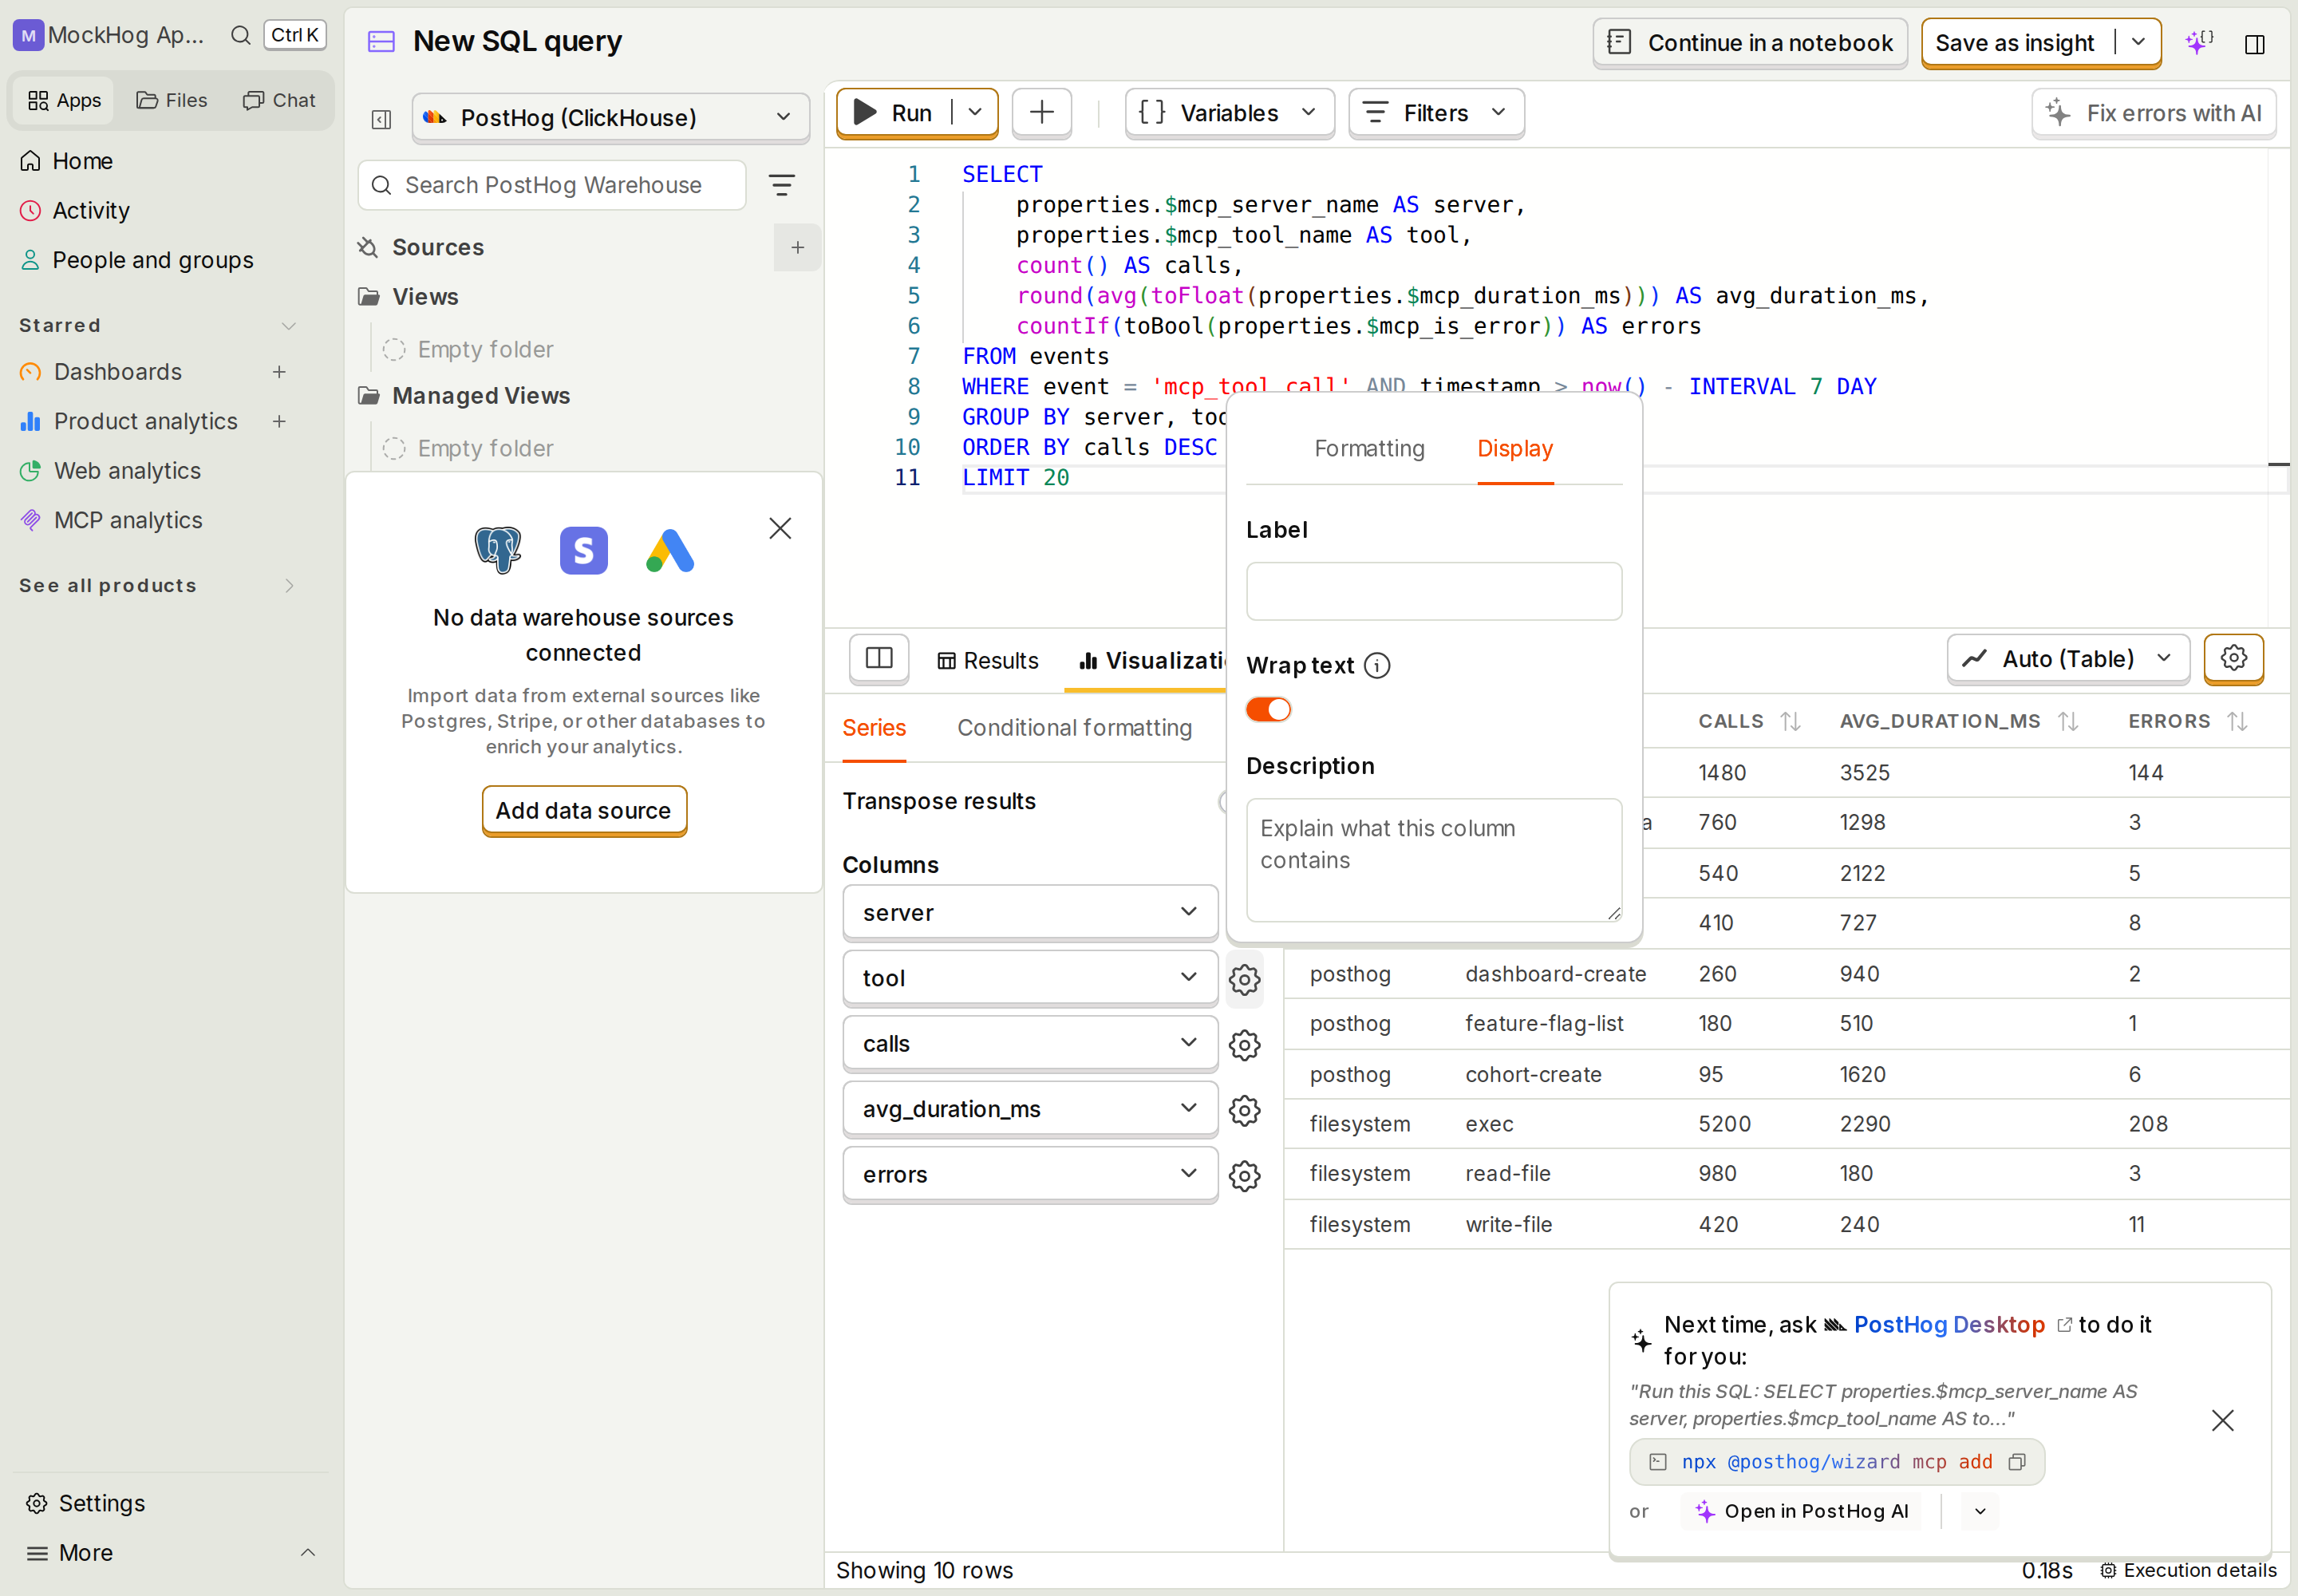 M MockHog Ap... Ctrl K
Apps Files Chat
Home
Activity
People and groups
Starred
Dashboards
Product analytics
Web analytics
MCP analytics
See all products
Settings
More
New SQL query
Continue in a notebook
Save as insight
PostHog (ClickHouse)
Search PostHog Warehouse
Sources
Views
Empty folder
Managed Views
Empty folder
No data warehouse sources
connected
Import data from external sources like
Postgres, Stripe, or other databases to
enrich your analytics.
Add data source
Run
Variables
Filters
Fix errors with AI
1 SELECT
2 properties.$mcp_server_name AS server,
3 properties.$mcp_tool_name AS tool,
4 count() AS calls,
5 round(avg(toFloat(properties.$mcp_duration_ms))) AS avg_duration_ms,
6 countIf(toBool(properties.$mcp_is_error)) AS errors
7 FROM events
8 WHERE event = 'mcp_tool_call' AND timestamp > now() - INTERVAL 7 DAY
9 GROUP BY server, too
10 ORDER BY calls DESC
11 LIMIT 20
Formatting Display
Label
Wrap text
Description
Explain what this column
contains
Results
Visualizati
Auto (Table)
Series
Conditional formatting
Transpose results
Columns
server
tool
calls
avg_duration_ms
errors
CALLS AVG_DURATION_MS ERRORS
1480 3525 144
a 760 1298 3
540 2122 5
410 727 8
posthog dashboard-create 260 940 2
posthog feature-flag-list 180 510 1
posthog cohort-create 95 1620 6
filesystem exec 5200 2290 208
filesystem read-file 980 180 3
filesystem write-file 420 240 11
Next time, ask PostHog Desktop to do it
for you:
"Run this SQL: SELECT properties.$mcp_server_name AS
server, properties.$mcp_tool_name AS to..."
npx @posthog/wizard mcp add
or Open in PostHog AI
Showing 10 rows
0.18s Execution details